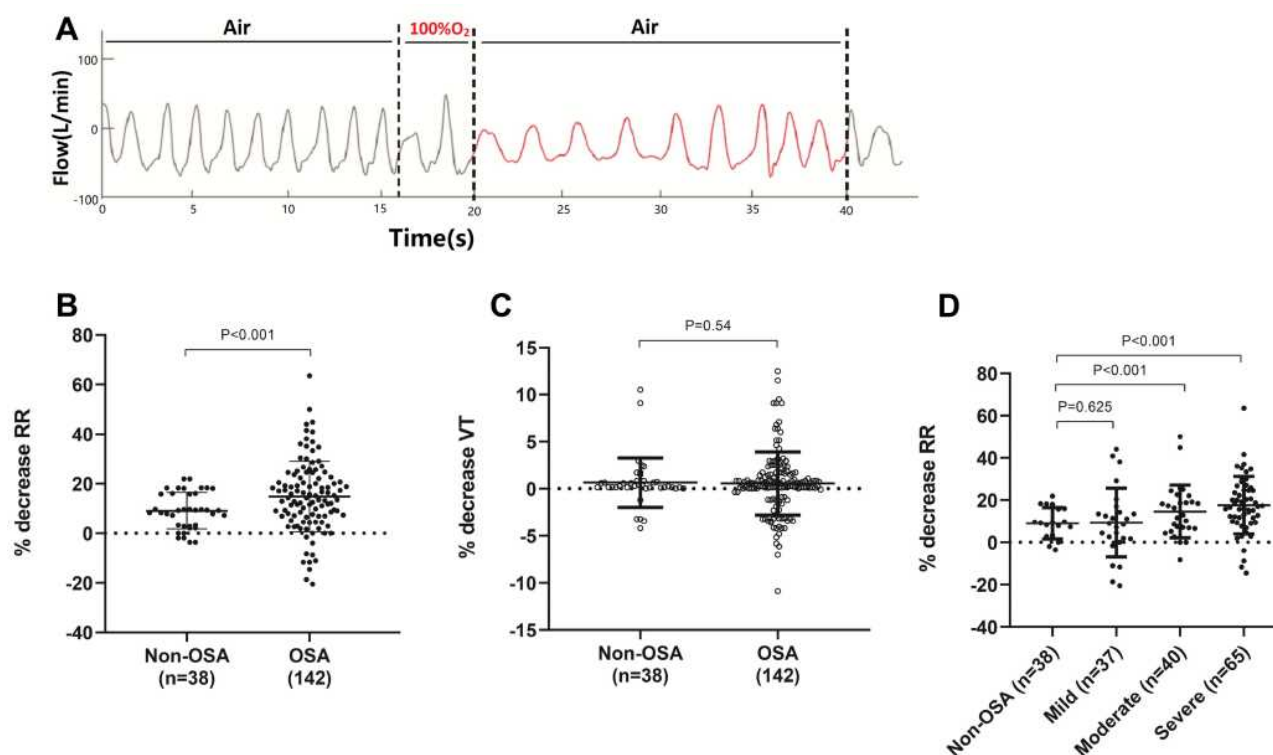 A
Air
100%O₂
Air
Flow(L/min)
100
0
-100
0
5
10
15
20
25
30
35
40
Time(s)
B
P<0.001
% decrease RR
80
60
40
20
0
-20
-40
Non-OSA
(n=38)
OSA
(142)
C
P=0.54
% decrease VT
15
10
5
0
-5
-10
-15
Non-OSA
(n=38)
OSA
(142)
D
P<0.001
P<0.001
P=0.625
% decrease RR
80
60
40
20
0
-20
-40
Non-OSA (n=38)
Mild (n=37)
Moderate (n=40)
Severe (n=65)